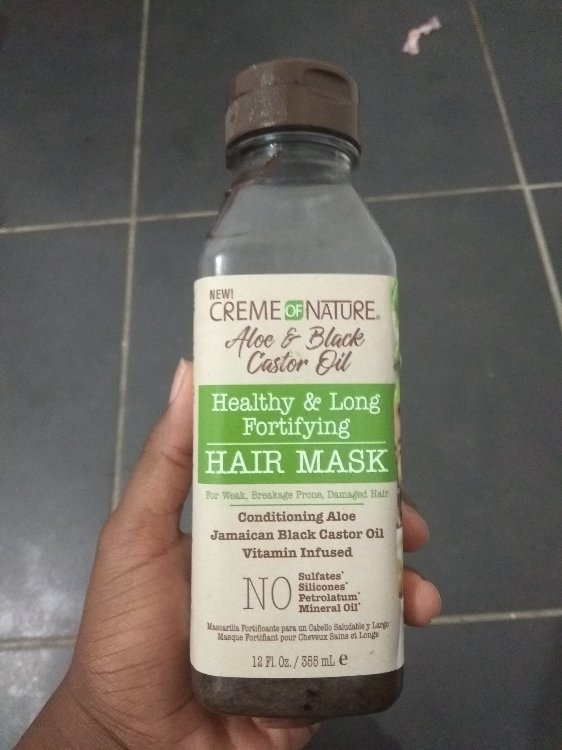 NEW!
CREME OF NATURE®
Aloe & Black
Castor Oil
Healthy & Long
Fortifying
HAIR MASK
For Weak, Breakage Prone, Damaged Hair
Conditioning Aloe
Jamaican Black Castor Oil
Vitamin Infused
NO
Sulfates*
Silicones*
Petrolatum*
Mineral Oil*
Mascarilla Fortificante para un Cabello Saludable y Largo
Masque Fortifiant pour Cheveux Sains et Longs
12 Fl. Oz. / 355 mL e